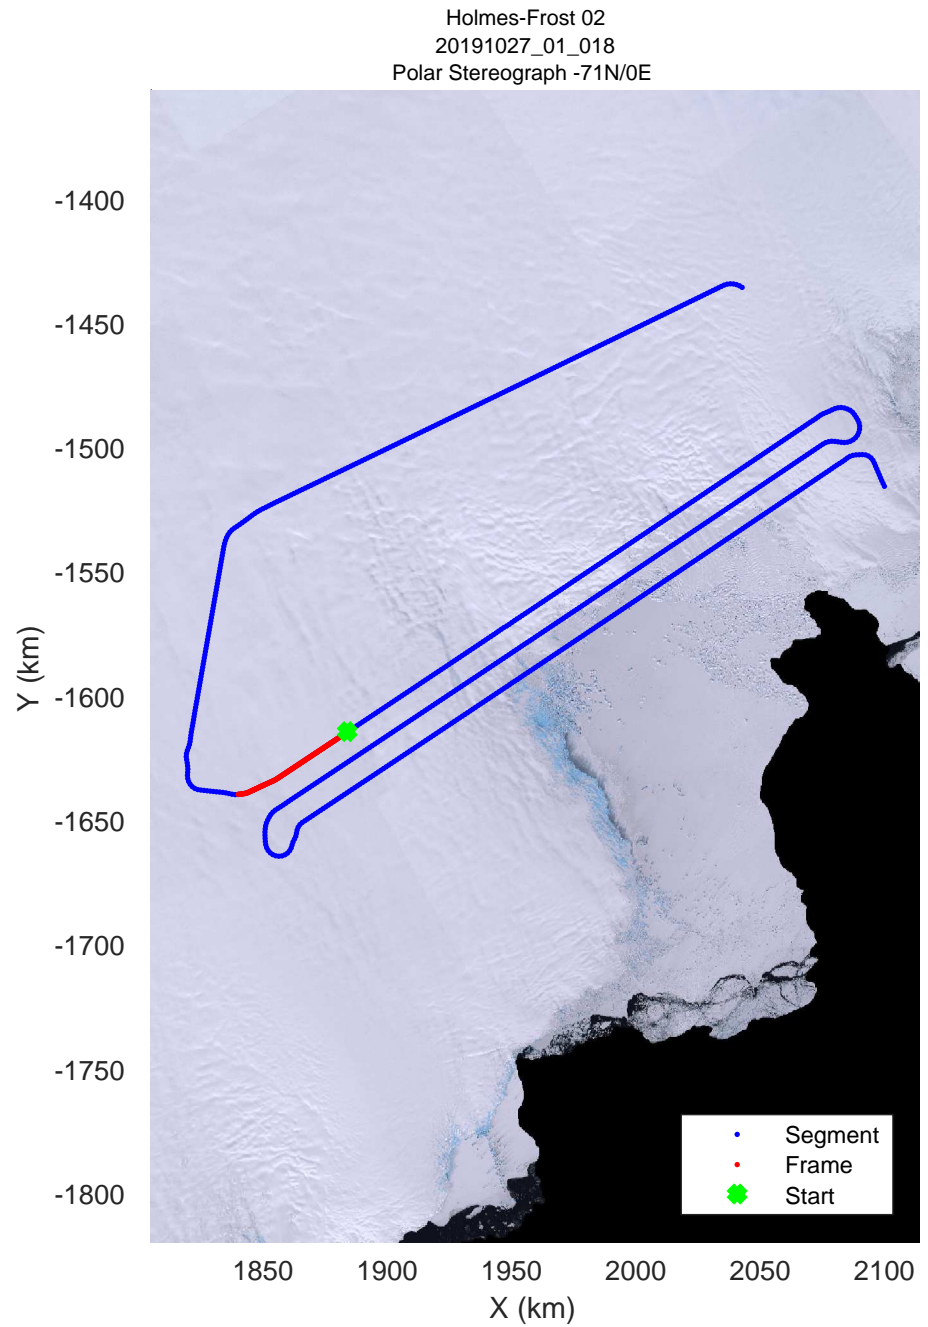 Holmes-Frost 02
20191027_01_018
Polar Stereograph -71N/0E
-1400
-1450
-1500
-1550
-1600
-1650
-1700
-1750
-1800
Y (km)
Segment
Frame
Start
1850 1900 1950 2000 2050 2100
X (km)